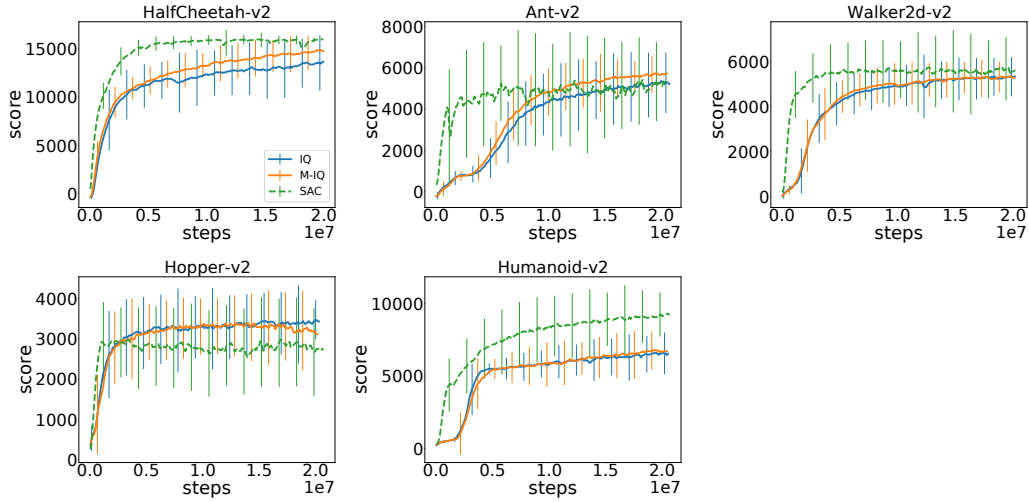 HalfCheetah-v2
score
15000
10000
5000
0
IQ
M-IQ
SAC
0.0 0.5 1.0 1.5 2.0
steps 1e7
Ant-v2
score
8000
6000
4000
2000
0
0.0 0.5 1.0 1.5 2.0
steps 1e7
Walker2d-v2
score
6000
4000
2000
0
0.0 0.5 1.0 1.5 2.0
steps 1e7
Hopper-v2
score
4000
3000
2000
1000
0
0.0 0.5 1.0 1.5 2.0
steps 1e7
Humanoid-v2
score
10000
5000
0
0.0 0.5 1.0 1.5 2.0
steps 1e7